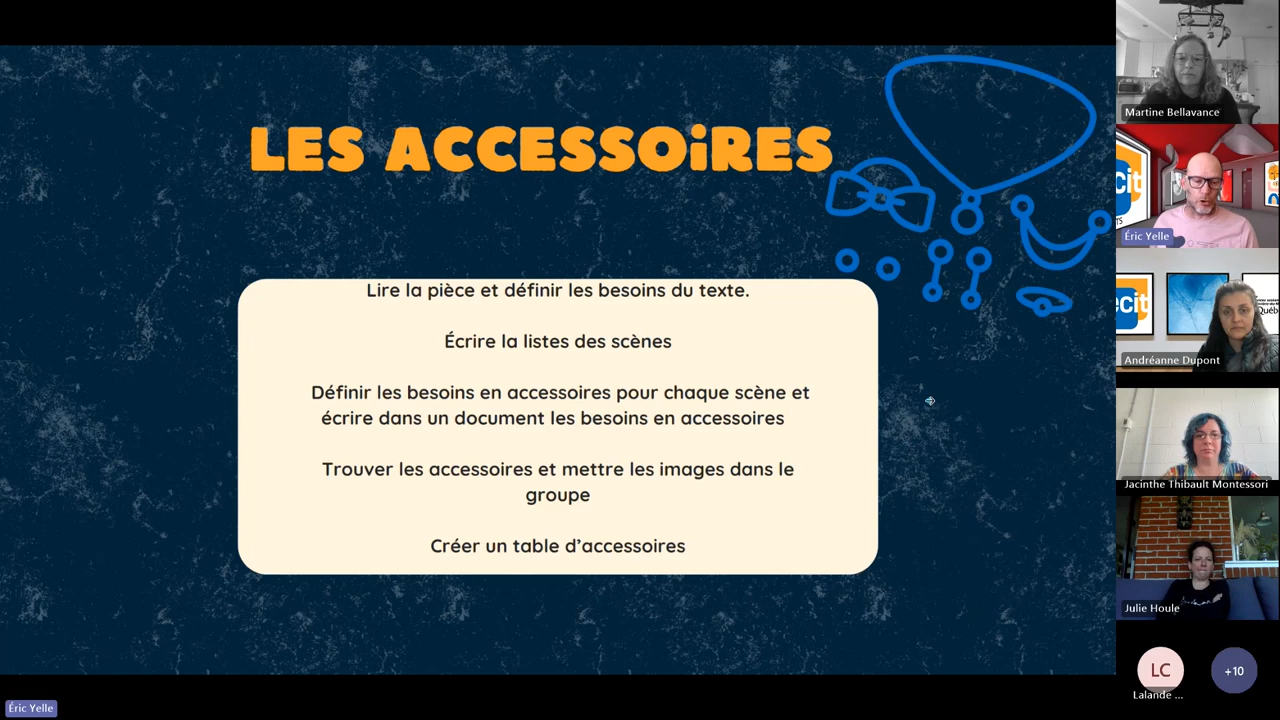 LES ACCESSOiRES
Lire la pièce et définir les besoins du texte.
Écrire la listes des scènes
Définir les besoins en accessoires pour chaque scène et
écrire dans un document les besoins en accessoires
Trouver les accessoires et mettre les images dans le
groupe
Créer un table d'accessoires
Martine Bellavance
cit
Éric Yelle
écit
Québ
Andréanne Dupont
Jacinthe Thibault Montessori
Julie Houle
LC
+10
Lalande ...
Éric Yelle